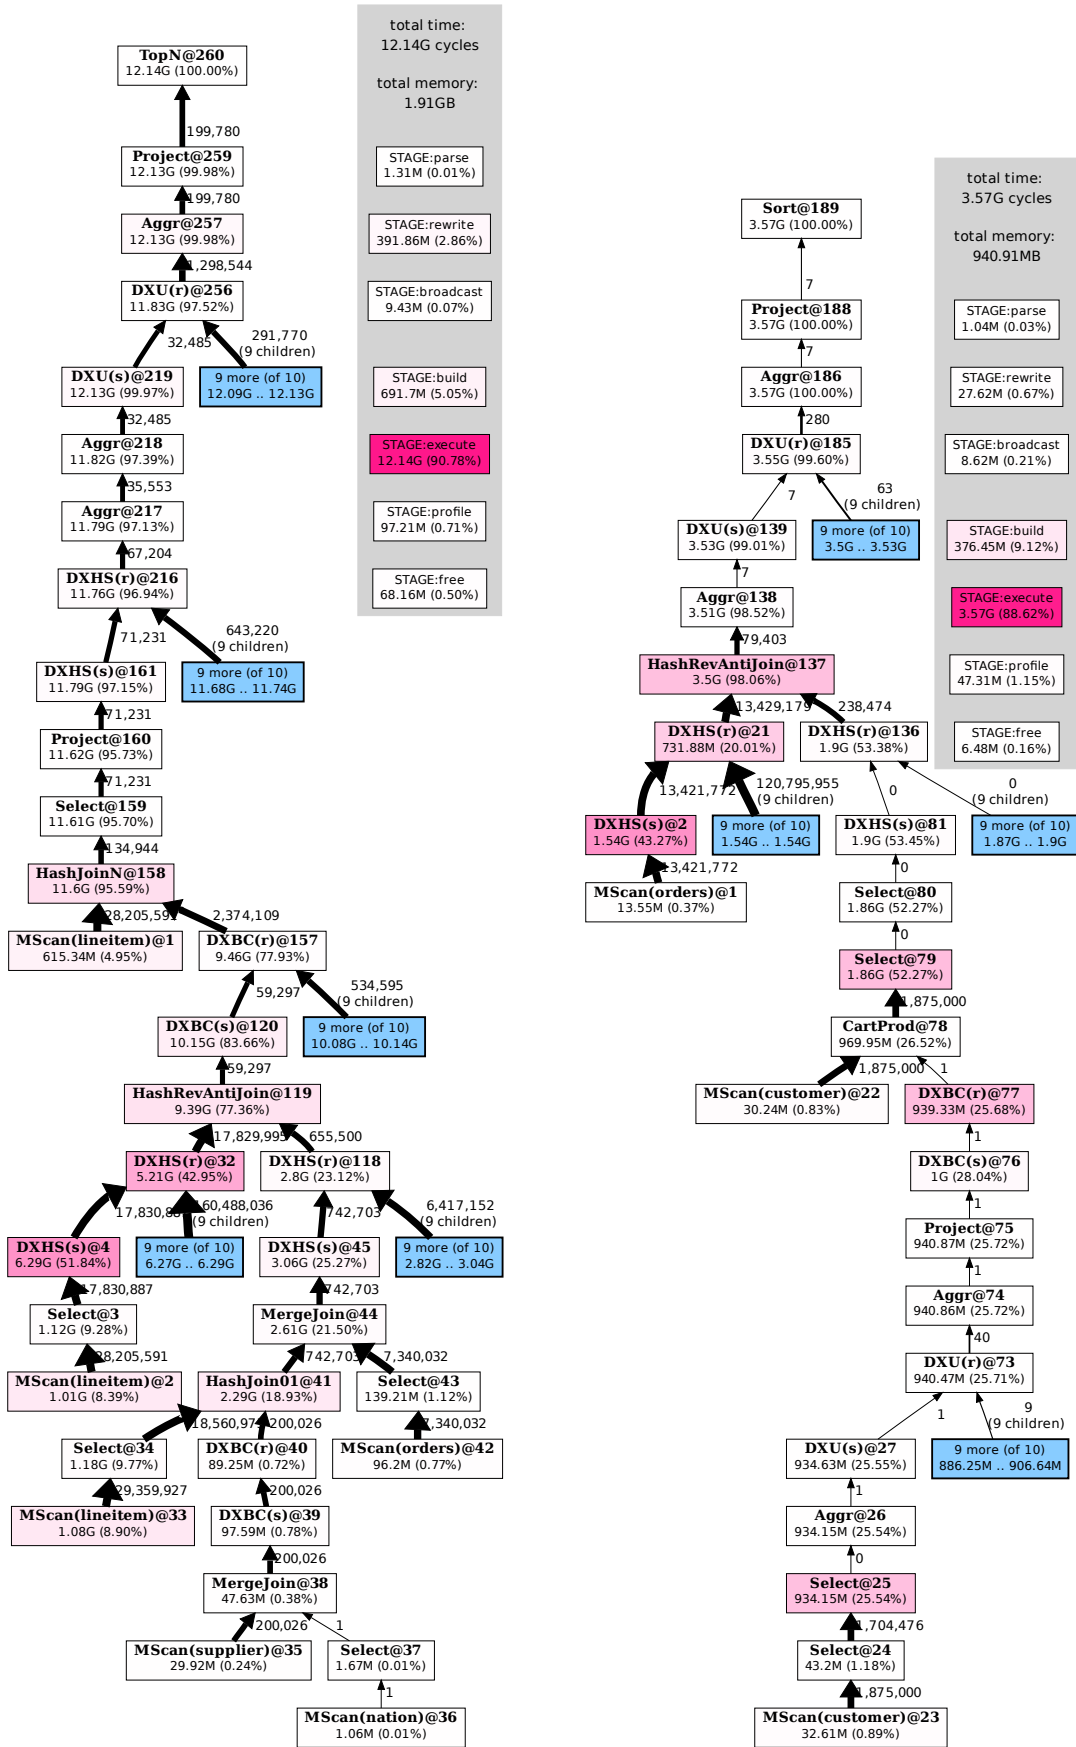 total time:
12.14G cycles
total memory:
1.91GB
TopN@260
12.14G (100.00%)
199,780
Project@259
12.13G (99.98%)
STAGE:parse
1.31M (0.01%)
199,780
Aggr@257
12.13G (99.98%)
STAGE:rewrite
391.86M (2.86%)
1,298,544
DXU(r)@256
11.83G (97.52%)
STAGE:broadcast
9.43M (0.07%)
32,485
291,770
(9 children)
DXU(s)@219
12.13G (99.97%)
9 more (of 10)
12.09G .. 12.13G
STAGE:build
691.7M (5.05%)
32,485
Aggr@218
11.82G (97.39%)
STAGE:execute
12.14G (90.78%)
35,553
Aggr@217
11.79G (97.13%)
STAGE:profile
97.21M (0.71%)
67,204
DXHS(r)@216
11.76G (96.94%)
STAGE:free
68.16M (0.50%)
71,231
643,220
(9 children)
DXHS(s)@161
11.79G (97.15%)
9 more (of 10)
11.68G .. 11.74G
71,231
Project@160
11.62G (95.73%)
71,231
Select@159
11.61G (95.70%)
134,944
HashJoinN@158
11.6G (95.59%)
28,205,591
2,374,109
MScan(lineitem)@1
615.34M (4.95%)
DXBC(r)@157
9.46G (77.93%)
59,297
534,595
(9 children)
DXBC(s)@120
10.15G (83.66%)
9 more (of 10)
10.08G .. 10.14G
59,297
HashRevAntiJoin@119
9.39G (77.36%)
17,829,995
655,500
DXHS(r)@32
5.21G (42.95%)
DXHS(r)@118
2.8G (23.12%)
17,830,887
160,488,036
(9 children)
742,703
6,417,152
(9 children)
DXHS(s)@4
6.29G (51.84%)
9 more (of 10)
6.27G .. 6.29G
DXHS(s)@45
3.06G (25.27%)
9 more (of 10)
2.82G .. 3.04G
17,830,887
742,703
Select@3
1.12G (9.28%)
MergeJoin@44
2.61G (21.50%)
28,205,591
742,703
7,340,032
MScan(lineitem)@2
1.01G (8.39%)
HashJoin01@41
2.29G (18.93%)
Select@43
139.21M (1.12%)
200,026
7,340,032
Select@34
1.18G (9.77%)
DXBC(r)@40
89.25M (0.72%)
MScan(orders)@42
96.2M (0.77%)
29,359,927
200,026
MScan(lineitem)@33
1.08G (8.90%)
DXBC(s)@39
97.59M (0.78%)
200,026
MergeJoin@38
47.63M (0.38%)
200,026
1
MScan(supplier)@35
29.92M (0.24%)
Select@37
1.67M (0.01%)
1
MScan(nation)@36
1.06M (0.01%)
total time:
3.57G cycles
total memory:
940.91MB
Sort@189
3.57G (100.00%)
7
Project@188
3.57G (100.00%)
STAGE:parse
1.04M (0.03%)
7
Aggr@186
3.57G (100.00%)
STAGE:rewrite
27.62M (0.67%)
280
DXU(r)@185
3.55G (99.60%)
STAGE:broadcast
8.62M (0.21%)
7
63
(9 children)
DXU(s)@139
3.53G (99.01%)
9 more (of 10)
3.5G .. 3.53G
STAGE:build
376.45M (9.12%)
7
Aggr@138
3.51G (98.52%)
STAGE:execute
3.57G (88.62%)
79,403
HashRevAntiJoin@137
3.5G (98.06%)
STAGE:profile
47.31M (1.15%)
13,429,179
238,474
DXHS(r)@21
731.88M (20.01%)
DXHS(r)@136
1.9G (53.38%)
STAGE:free
6.48M (0.16%)
13,421,772
120,795,955
(9 children)
0
0
(9 children)
DXHS(s)@2
1.54G (43.27%)
9 more (of 10)
1.54G .. 1.54G
DXHS(s)@81
1.9G (53.45%)
9 more (of 10)
1.87G .. 1.9G
13,421,772
0
MScan(orders)@1
13.55M (0.37%)
Select@80
1.86G (52.27%)
0
Select@79
1.86G (52.27%)
1,875,000
CartProd@78
969.95M (26.52%)
1,875,000
1
MScan(customer)@22
30.24M (0.83%)
DXBC(r)@77
939.33M (25.68%)
1
DXBC(s)@76
1G (28.04%)
1
Project@75
940.87M (25.72%)
1
Aggr@74
940.86M (25.72%)
40
DXU(r)@73
940.47M (25.71%)
1
9
(9 children)
DXU(s)@27
934.63M (25.55%)
9 more (of 10)
886.25M .. 906.64M
1
Aggr@26
934.15M (25.54%)
0
Select@25
934.15M (25.54%)
1,704,476
Select@24
43.2M (1.18%)
1,875,000
MScan(customer)@23
32.61M (0.89%)